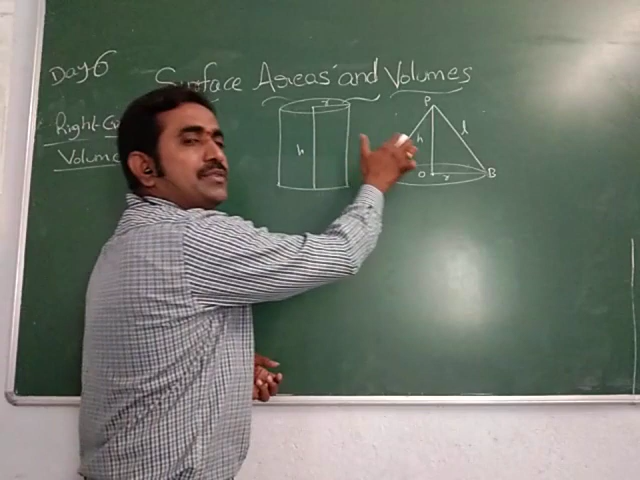 Day-6
Surface Areas and Volumes
Right-
Volume
r
h
P
h
l
O
r
B